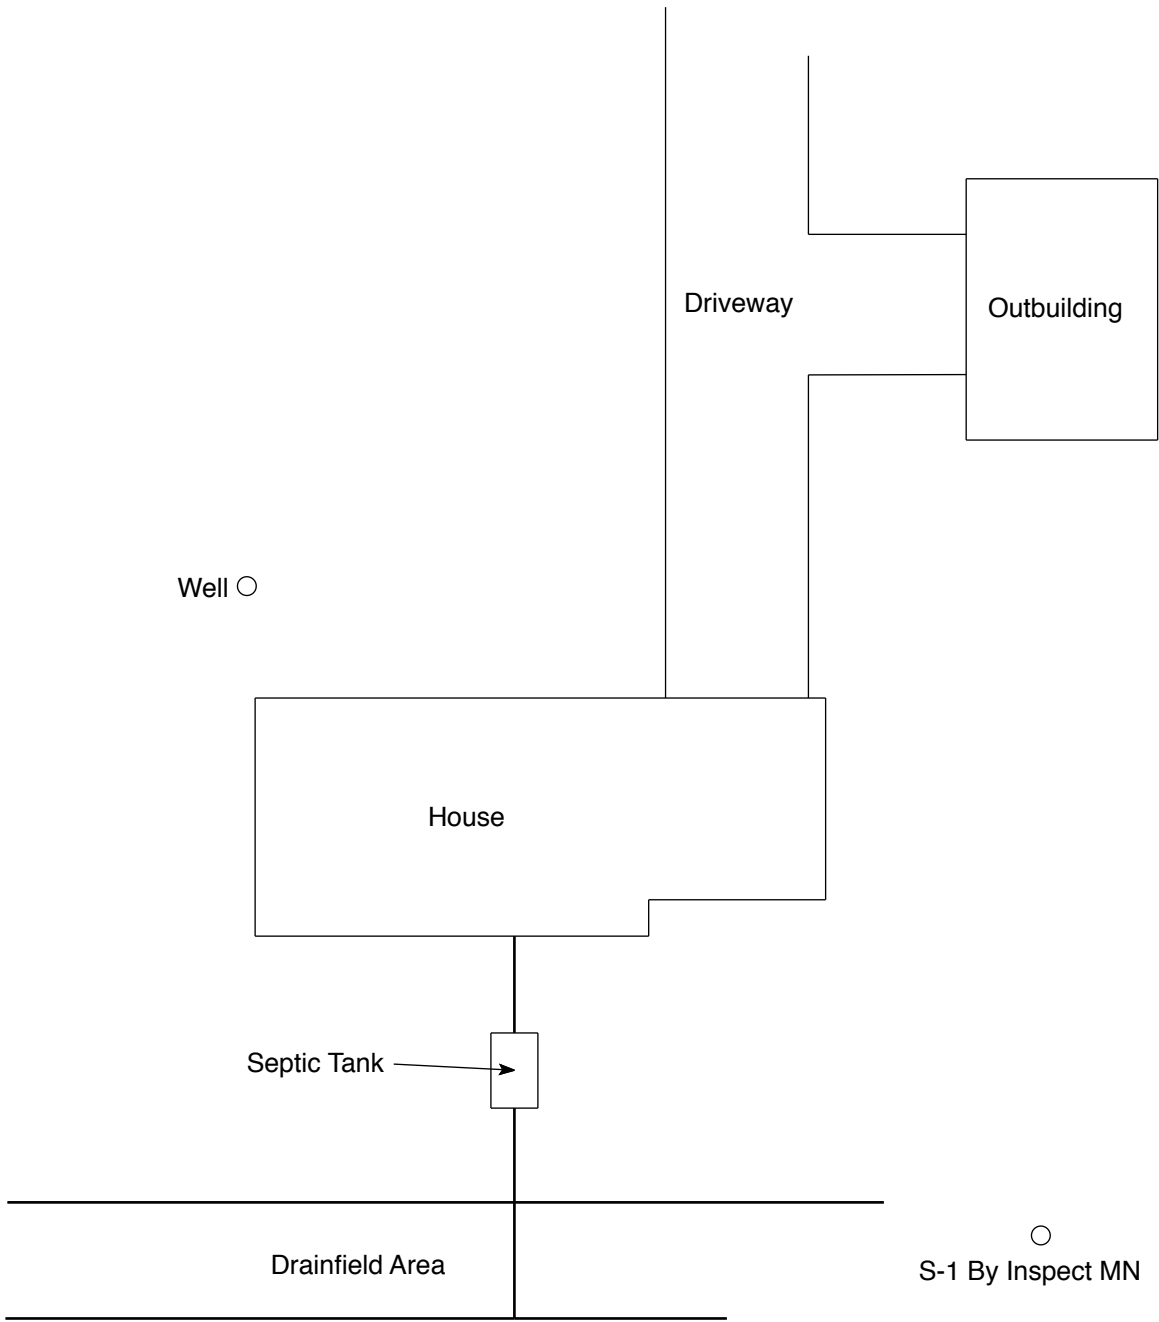 Driveway
Outbuilding
Well
House
Septic Tank
Drainfield Area
S-1 By Inspect MN